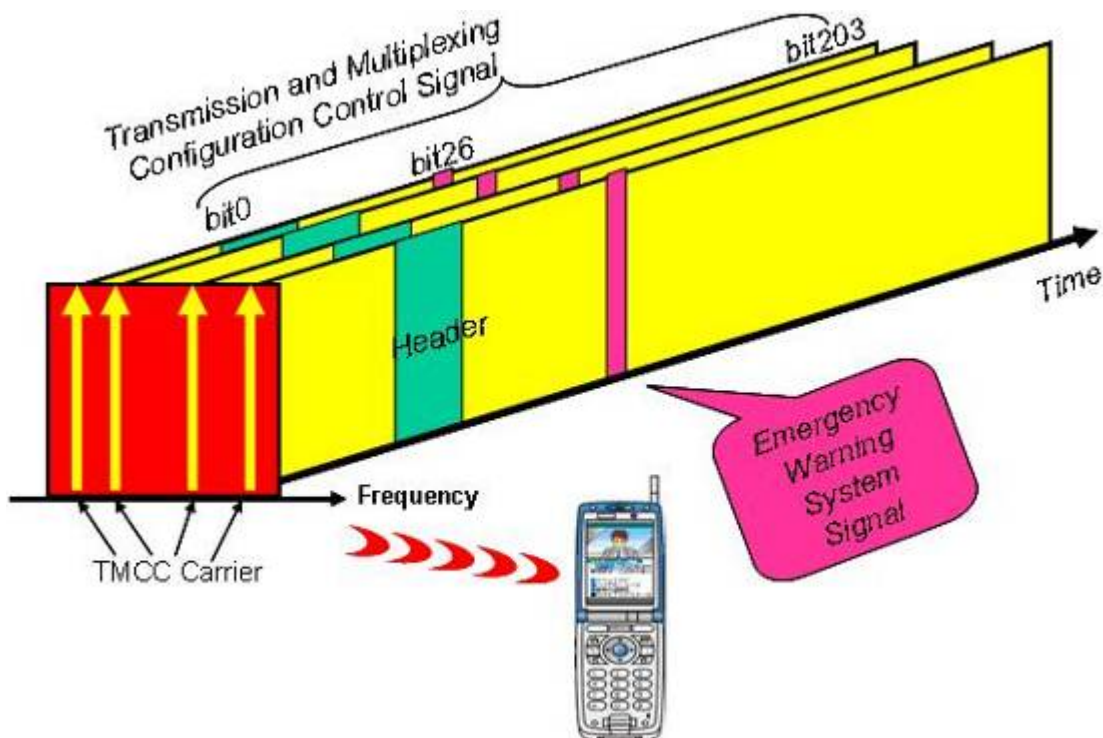 Transmission and Multiplexing
Configuration Control Signal
bit203
bit26
bit0
Header
Time
Emergency
Warning
System
Signal
Frequency
TMCC Carrier